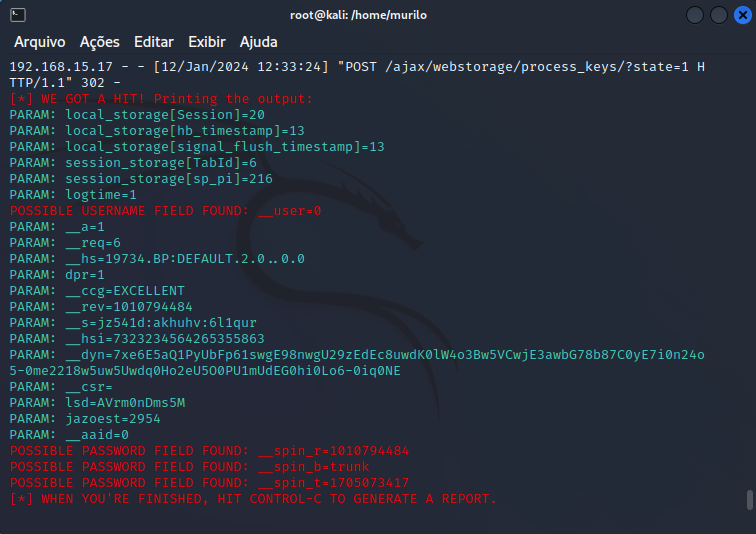 root@kali: /home/murilo
Arquivo Ações Editar Exibir Ajuda
192.168.15.17 - - [12/Jan/2024 12:33:24] "POST /ajax/webstorage/process_keys/?state=1 H
TTP/1.1" 302 -
[*] WE GOT A HIT! Printing the output:
PARAM: local_storage[Session]=20
PARAM: local_storage[hb_timestamp]=13
PARAM: local_storage[signal_flush_timestamp]=13
PARAM: session_storage[TabId]=6
PARAM: session_storage[sp_pi]=216
PARAM: logtime=1
POSSIBLE USERNAME FIELD FOUND: __user=0
PARAM: __a=1
PARAM: __req=6
PARAM: __hs=19734.BP:DEFAULT.2.0..0.0
PARAM: dpr=1
PARAM: __ccg=EXCELLENT
PARAM: __rev=1010794484
PARAM: __s=jz541d:akhuhv:6l1qur
PARAM: __hsi=7323234564265355863
PARAM: __dyn=7xe6E5aQ1PyUbFp61swgE98nwgU29zEdEc8uwdK0lW4o3Bw5VCwjE3awbG78b87C0yE7i0n24o
5-0me2218w5uw5Uwdq0Ho2eU5O0PU1mUdEG0hi0Lo6-0iq0NE
PARAM: __csr=
PARAM: lsd=AVrm0nDms5M
PARAM: jazoest=2954
PARAM: __aaid=0
POSSIBLE PASSWORD FIELD FOUND: __spin_r=1010794484
POSSIBLE PASSWORD FIELD FOUND: __spin_b=trunk
POSSIBLE PASSWORD FIELD FOUND: __spin_t=1705073417
[*] WHEN YOU'RE FINISHED, HIT CONTROL-C TO GENERATE A REPORT.